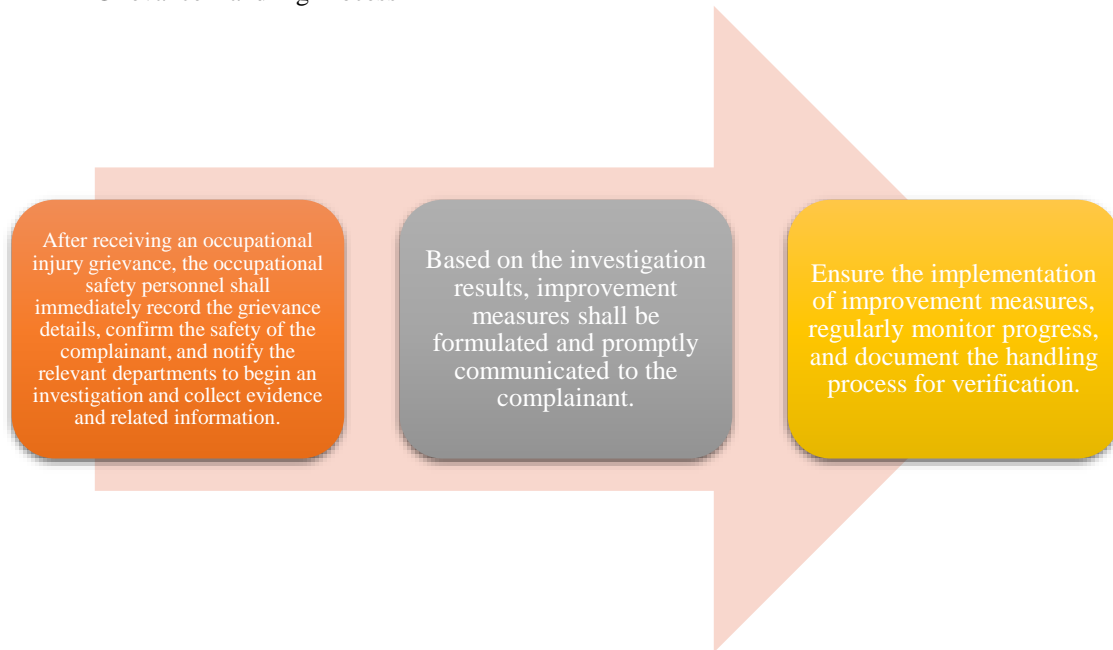 After receiving an occupational
injury grievance, the occupational
safety personnel shall
immediately record the grievance
details, confirm the safety of the
complainant, and notify the
relevant departments to begin an
investigation and collect evidence
and related information.
Based on the investigation
results, improvement
measures shall be
formulated and promptly
communicated to the
complainant.
Ensure the implementation
of improvement measures,
regularly monitor progress,
and document the handling
process for verification.